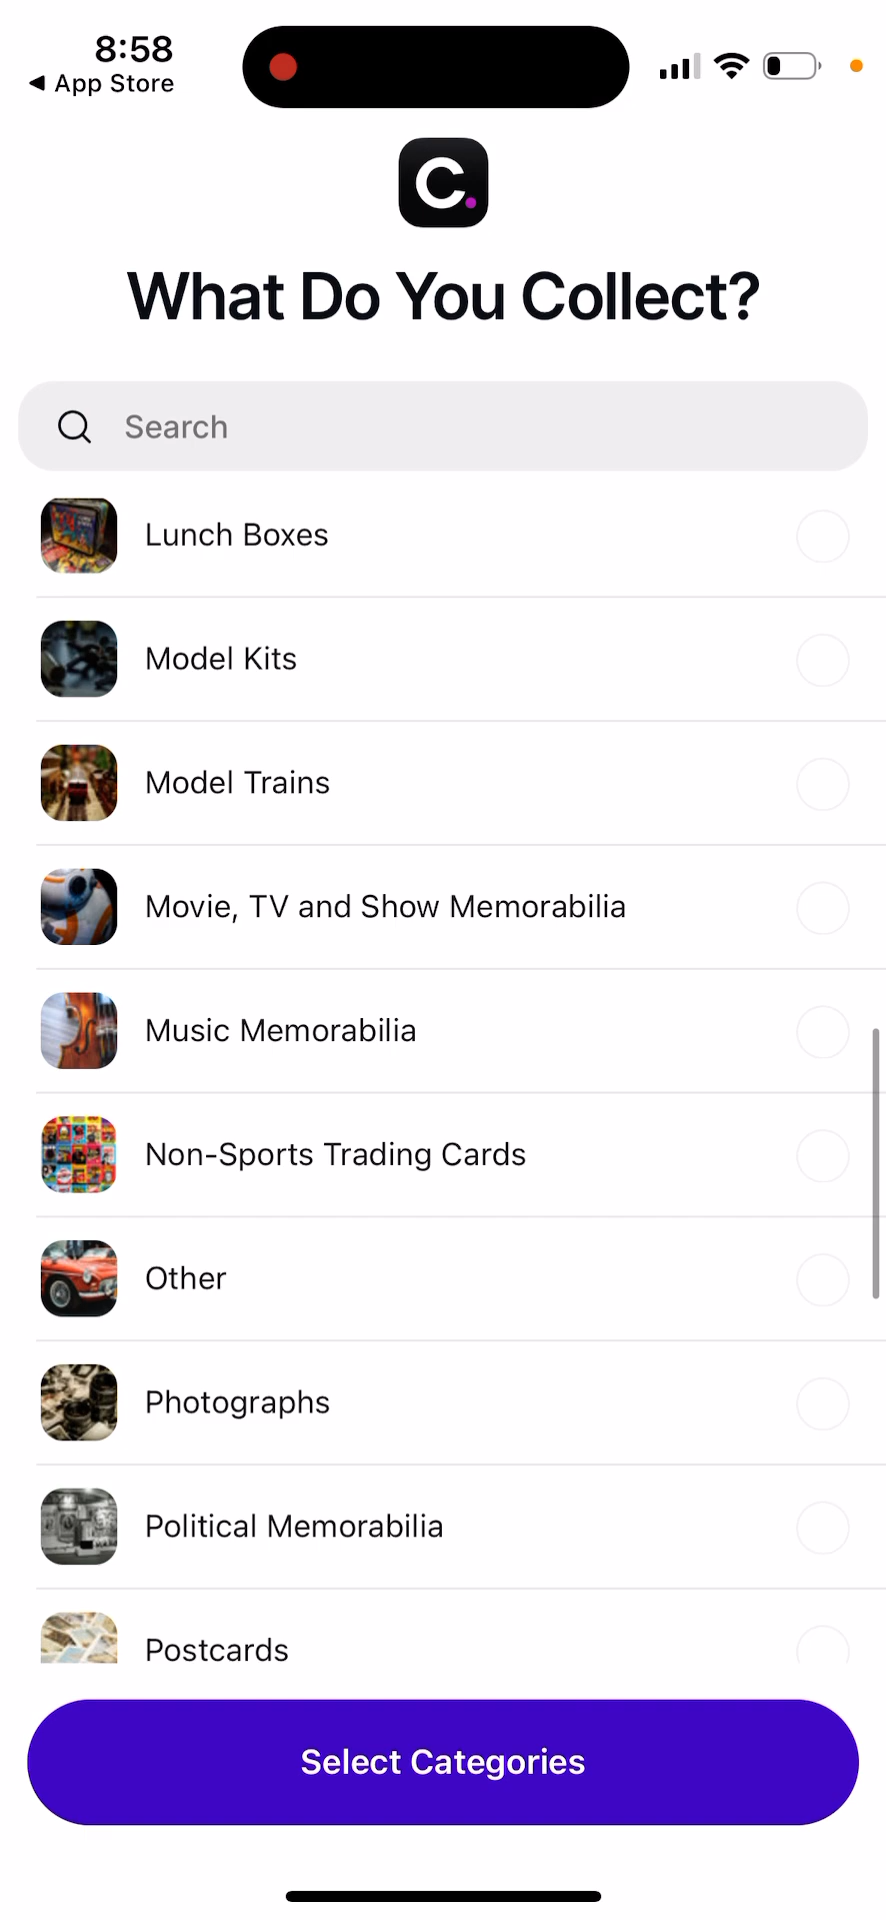 8:58
◀ App Store
C.
What Do You Collect?
Search
Lunch Boxes
Model Kits
Model Trains
Movie, TV and Show Memorabilia
Music Memorabilia
Non-Sports Trading Cards
Other
Photographs
Political Memorabilia
Postcards
Select Categories